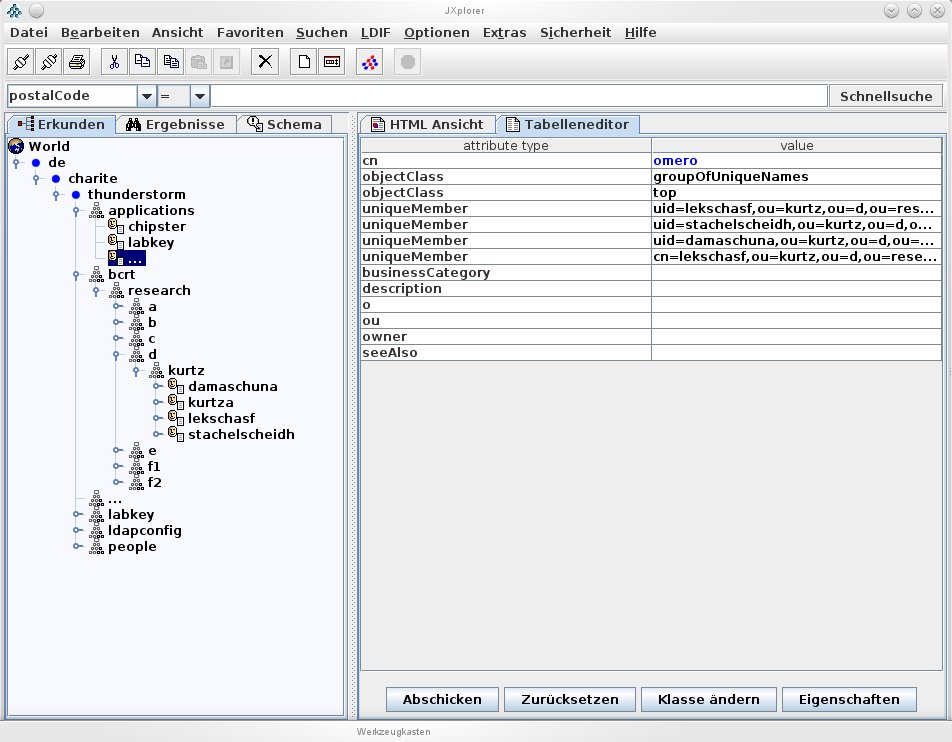 JXplorer
Datei Bearbeiten Ansicht Favoriten Suchen LDIF Optionen Extras Sicherheit Hilfe
postalCode = Schnellsuche
Erkunden Ergebnisse Schema
World
de
charite
thunderstorm
applications
chipster
labkey
...
bcrt
research
a
b
c
d
kurtz
damaschuna
kurtza
lekschasf
stachelscheidh
e
f1
f2
...
labkey
ldapconfig
people
HTML Ansicht Tabelleneditor
attribute type value
cn omero
objectClass groupOfUniqueNames
objectClass top
uniqueMember uid=lekschasf,ou=kurtz,ou=d,ou=res...
uniqueMember uid=stachelscheidh,ou=kurtz,ou=d,o...
uniqueMember uid=damaschuna,ou=kurtz,ou=d,ou=...
uniqueMember cn=lekschasf,ou=kurtz,ou=d,ou=rese...
businessCategory
description
o
ou
owner
seeAlso
Abschicken Zurücksetzen Klasse ändern Eigenschaften
Werkzeugkasten